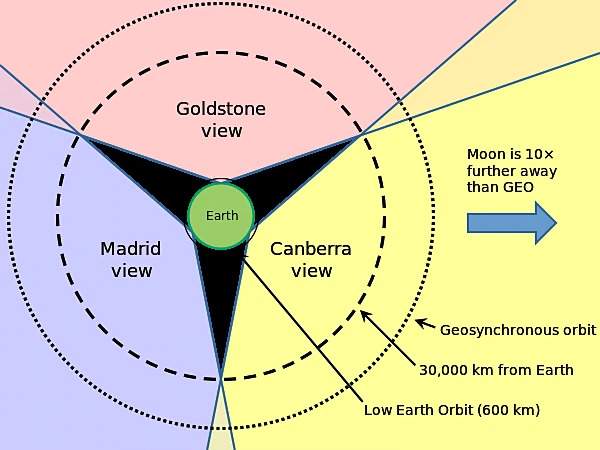 Goldstone
view
Moon is 10×
further away
than GEO
Earth
Madrid
view
Canberra
view
Geosynchronous orbit
30,000 km from Earth
Low Earth Orbit (600 km)